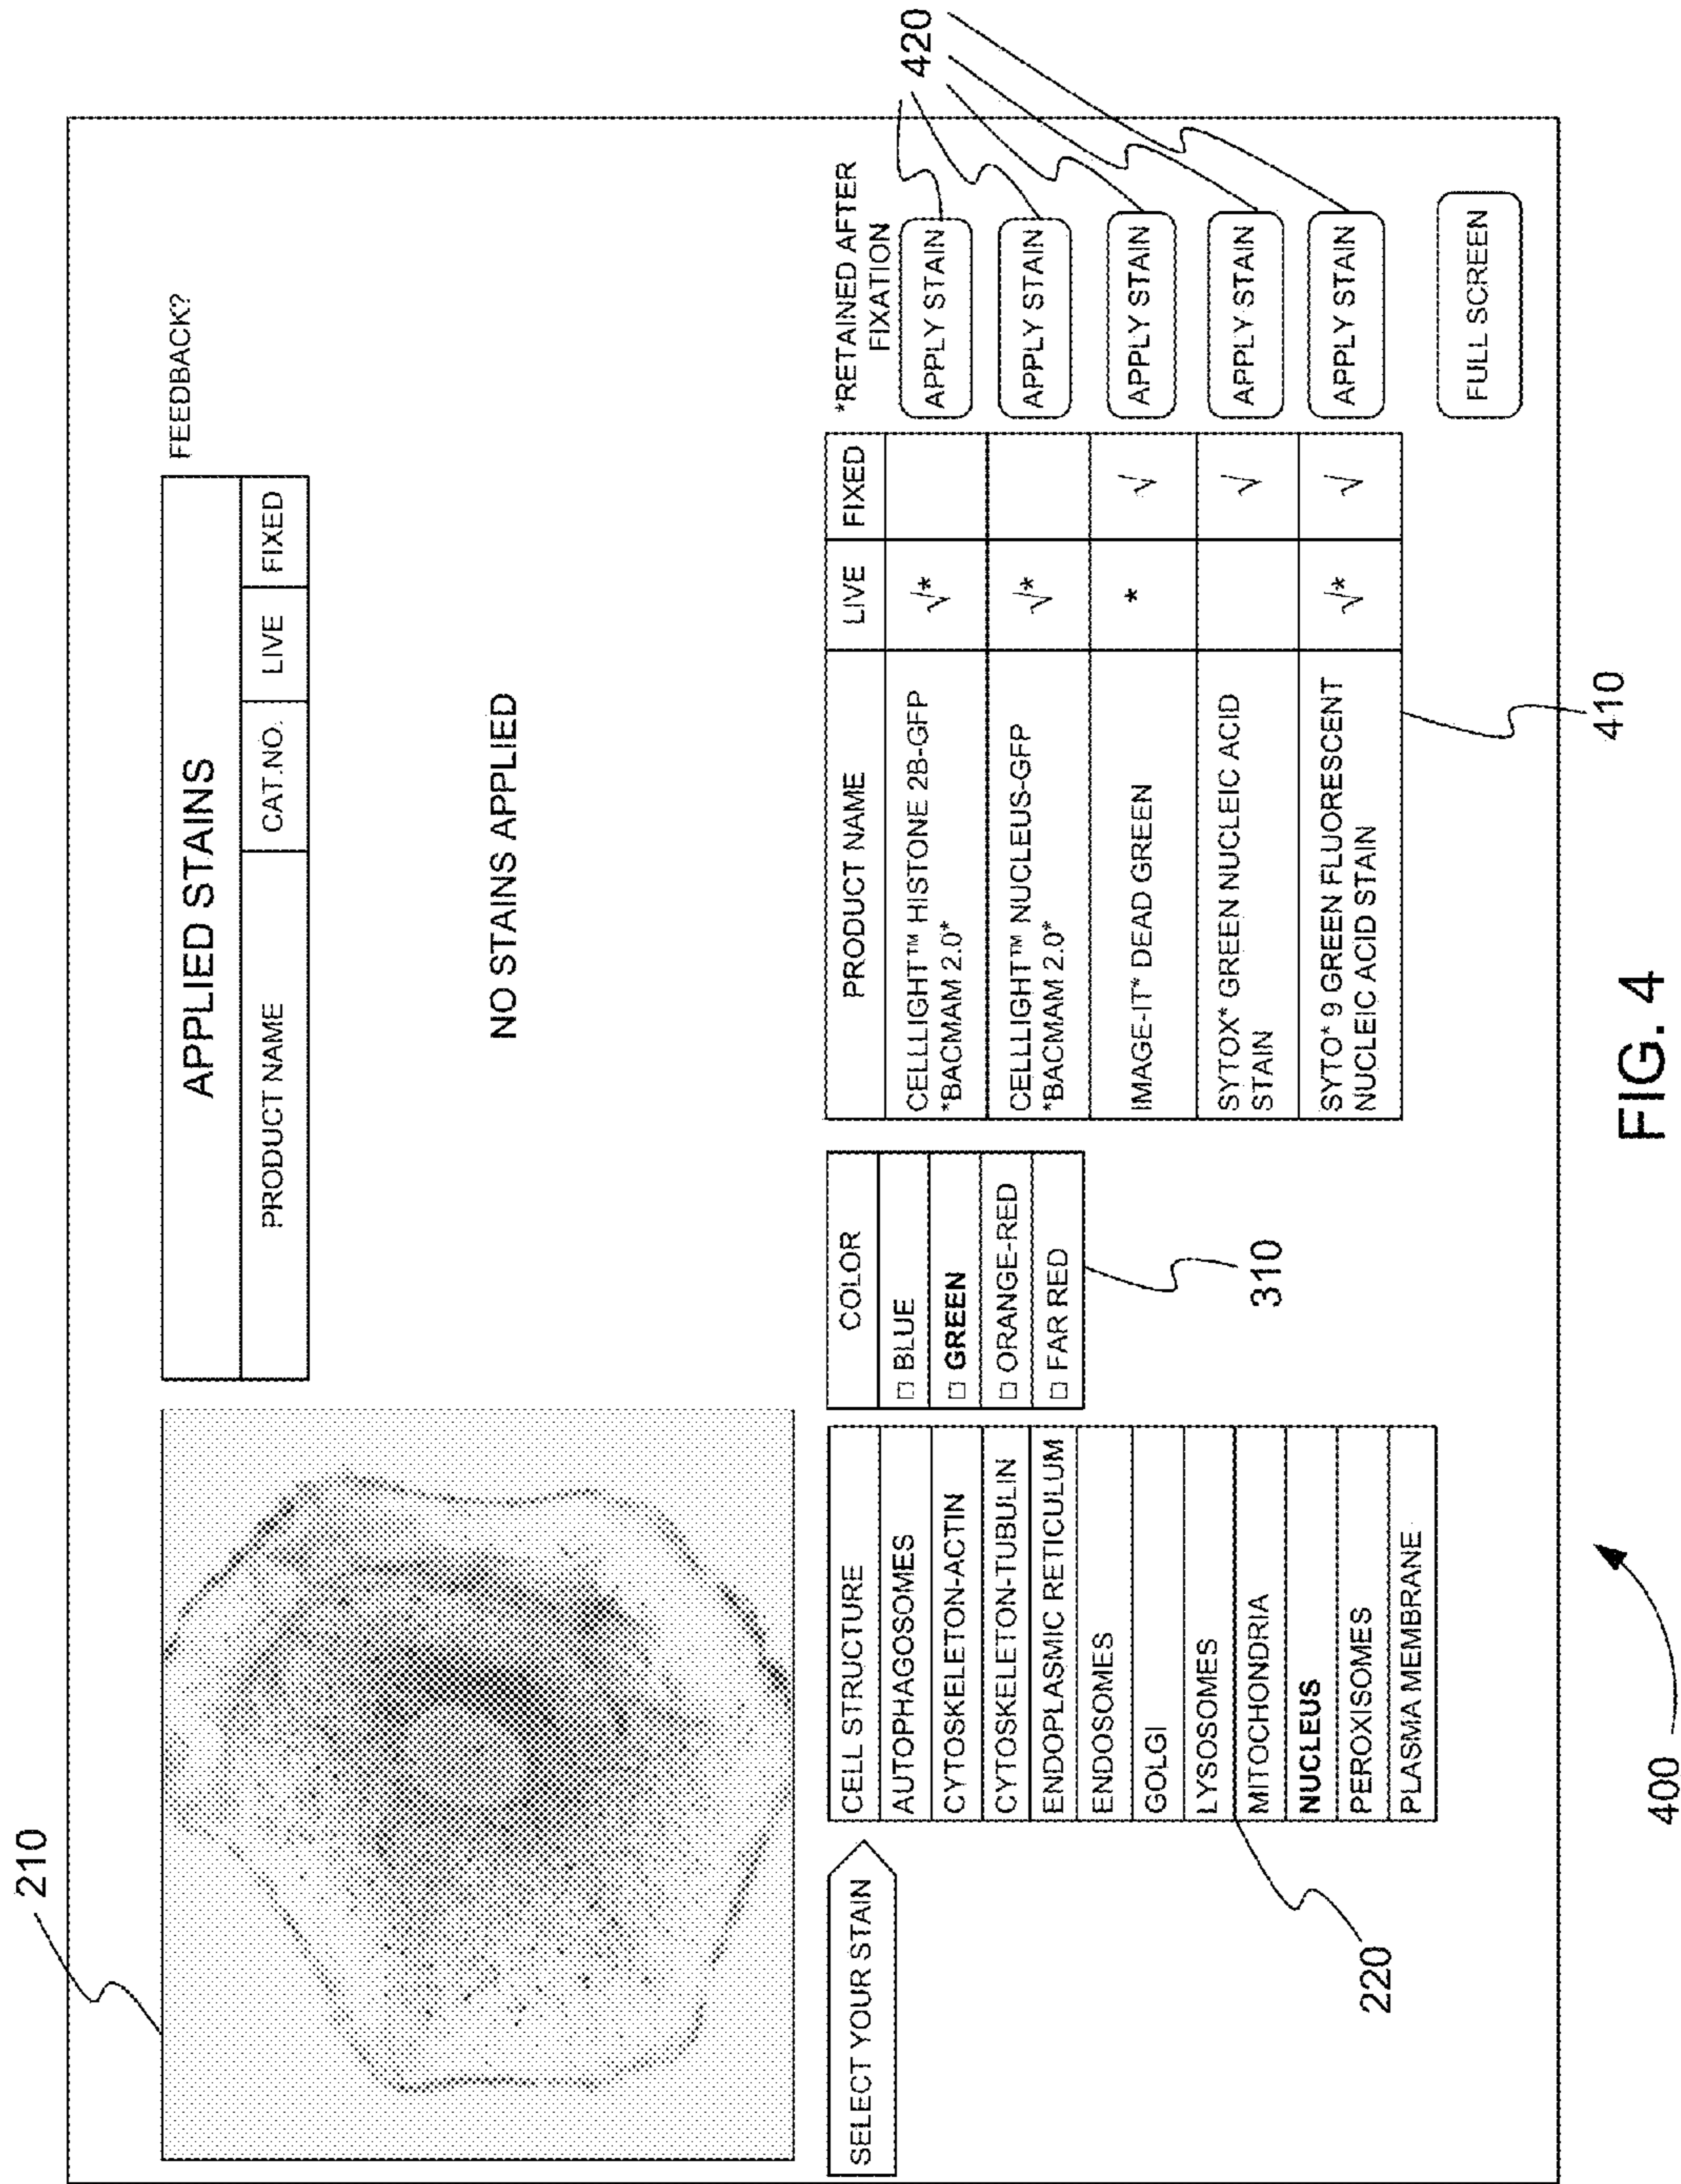 210
FEEDBACK?
APPLIED STAINS
PRODUCT NAME CAT.NO. LIVE FIXED
NO STAINS APPLIED
SELECT YOUR STAIN
CELL STRUCTURE
AUTOPHAGOSOMES
CYTOSKELETON-ACTIN
CYTOSKELETON-TUBULIN
ENDOPLASMIC RETICULUM
ENDOSOMES
GOLGI
LYSOSOMES
MITOCHONDRIA
NUCLEUS
PEROXISOMES
PLASMA MEMBRANE
220
COLOR
□ BLUE
□ GREEN
□ ORANGE-RED
□ FAR RED
310
PRODUCT NAME LIVE FIXED
CELLLIGHT™ HISTONE 2B-GFP
*BACMAM 2.0* √*
CELLLIGHT™ NUCLEUS-GFP
*BACMAM 2.0* √*
IMAGE-IT* DEAD GREEN * √
SYTOX* GREEN NUCLEIC ACID
STAIN √
SYTO* 9 GREEN FLUORESCENT
NUCLEIC ACID STAIN √* √
410
*RETAINED AFTER
FIXATION
APPLY STAIN
APPLY STAIN
APPLY STAIN
APPLY STAIN
APPLY STAIN
420
FULL SCREEN
400
FIG. 4